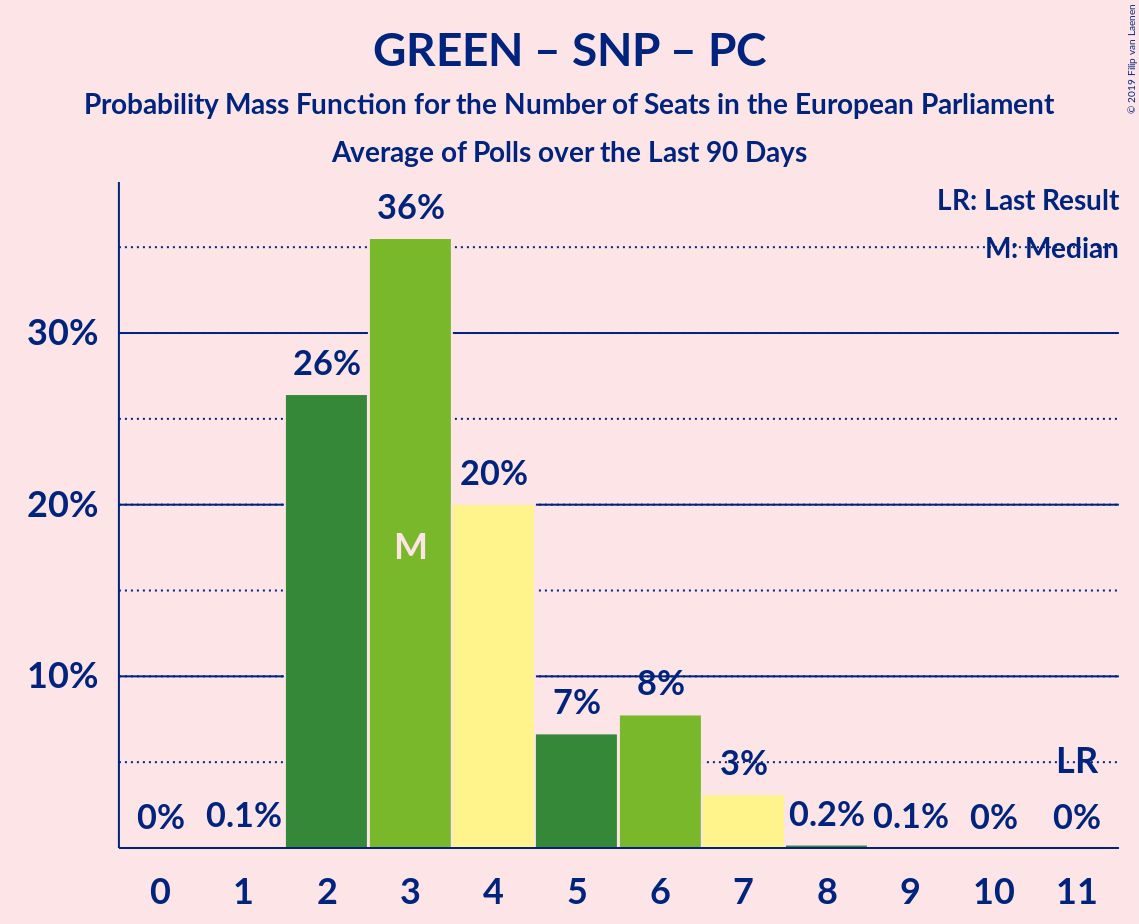 GREEN – SNP – PC
Probability Mass Function for the Number of Seats in the European Parliament
Average of Polls over the Last 90 Days
© 2019 Filip van Laenen
LR: Last Result
M: Median
36%
30%
26%
20%
20%
M
10%
8%
7%
3%
LR
0%
0.1%
0.2%
0.1%
0%
0%
0 1 2 3 4 5 6 7 8 9 10 11